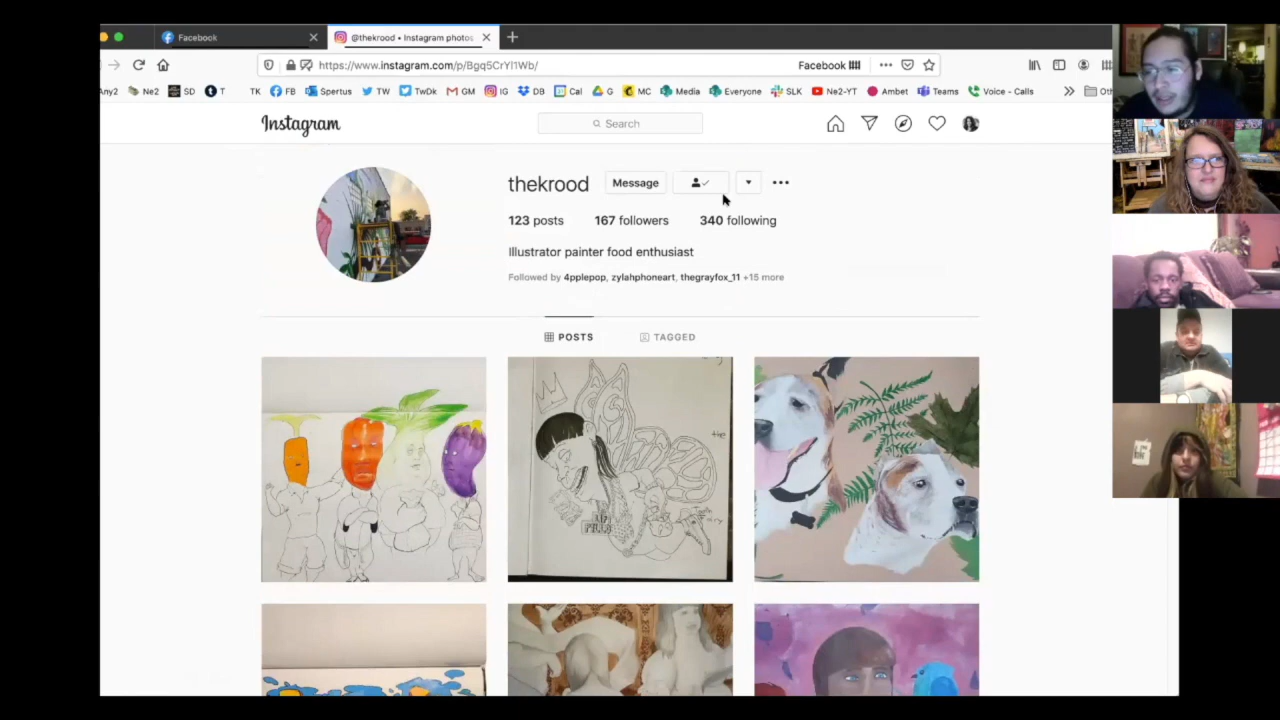 Facebook
@thekrood • Instagram photos
https://www.instagram.com/p/Bgq5CrYl1Wb/
Facebook
Any2 Ne2 SD T TK FB Spertus TW TwDk GM IG DB Cal G MC Media Everyone SLK Ne2-YT Ambet Teams Voice - Calls Oth
Instagram
Search
thekrood Message
123 posts 167 followers 340 following
Illustrator painter food enthusiast
Followed by 4pplepop, zylahphoneart, thegrayfox_11 +15 more
POSTS TAGGED
the